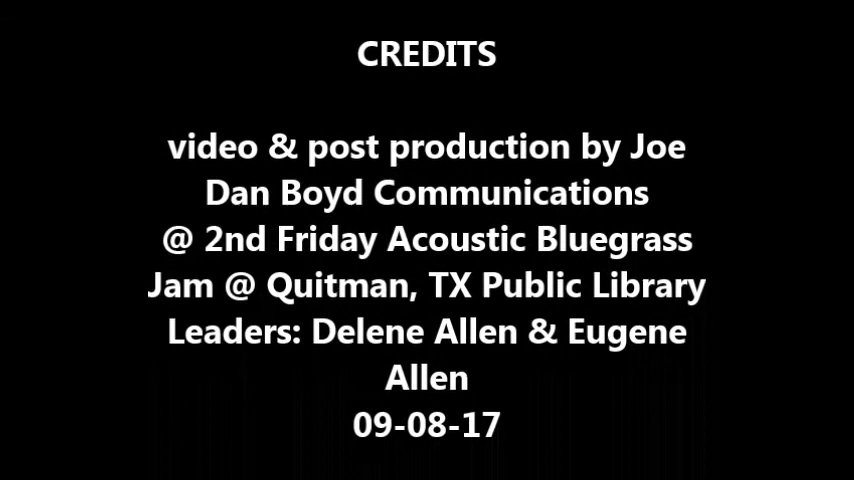 CREDITS
video & post production by Joe
Dan Boyd Communications
@ 2nd Friday Acoustic Bluegrass
Jam @ Quitman, TX Public Library
Leaders: Delene Allen & Eugene
Allen
09-08-17